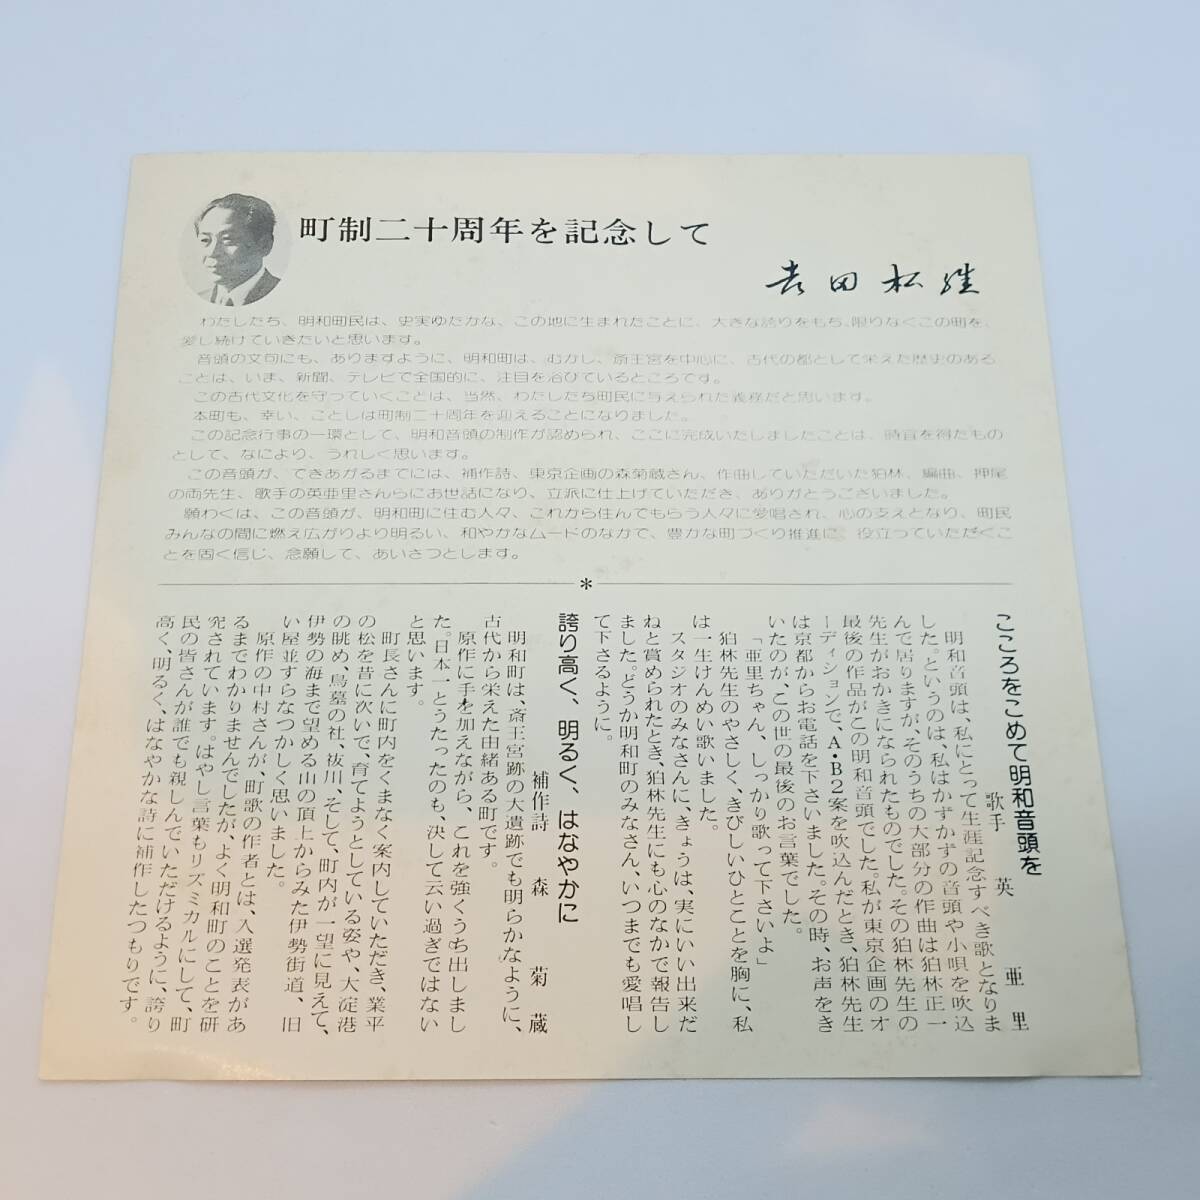 町制二十周年を記念して
吉田松
わたしたち、明和町民は、史実ゆたかな、この地に生まれたことに、大きな誇りをもち、限りなくこの町を、
愛し続けていきたいと思います。
音頭の文句にも、ありますように、明和町は、むかし、斎王宮を中心に、古代の都として栄えた歴史のある
ことは、いま、新聞、テレビで全国的に、注目を浴びているところです。
この古代文化を守っていくことは、当然、わたしたち町民に与えられた義務だと思います。
本町も、幸い、ことしは町制二十周年を迎えることになりました。
この記念行事の一環として、明和音頭の制作が認められ、ここに完成いたしましたことは、時宜を得たもの
として、なにより、うれしく思います。
この音頭が、できあがるまでには、補作詩、東京企画の森菊蔵さん、作曲していただいた狛林、編曲、押尾
の両先生、歌手の英亜里さんらにお世話になり、立派に仕上げていただき、ありがとうございました。
願わくは、この音頭が、明和町に住む人々、これから住んでもらう人々に愛唱され、心の支えとなり、町民
みんなの間に燃え広がりより明るい、和やかなムードのなかで、豊かな町づくり推進に、役立っていただくこ
とを固く信じ、念願して、あいさつとします。
*
こころをこめて明和音頭を
歌手 英 亜里
明和音頭は、私にとって生涯記念すべき歌となりま
した。というのは、私はかずかずの音頭や小唄を吹込
んで居りますが、そのうちの大部分の作曲は狛林正一
先生がおかきになられたものでした。その狛林先生の
最後の作品がこの明和音頭でした。私が東京企画のオ
ーディションで、A・B2案を吹込んだとき、狛林先生
は京都からお電話を下さいました。その時、お声をき
いたのが、この世の最後のお言葉でした。
「亜里ちゃん、しっかり歌って下さいよ」
狛林先生のやさしく、きびしいひとことを胸に、私
は一生けんめい歌いました。
スタジオのみなさんに、きょうは、実にいい出来だ
ねと賞められたとき、狛林先生にも心のなかで報告し
ました。どうか明和町のみなさん、いつまでも愛唱し
て下さるように。
誇り高く、明るく、はなやかに
補作詩 森 菊蔵
明和町は、斎王宮跡の大遺跡でも明らかなように、
古代から栄えた由緒ある町です。
原作に手を加えながら、これを強くうち出しまし
た。日本一とうたったのも、決して云い過ぎではない
と思います。
町長さんに町内をくまなく案内していただき、業平
の松を昔に次いで、育てようとしている姿や、大淀港
の眺め、鳥墓の社、祓川、そして、町内が一望に見えて、
伊勢の海まで望める山の頂上からみた伊勢街道、旧
い屋並すらなつかしく思いました。
原作の中村さんが、町歌の作者とは、入選発表があ
るまでわかりませんでしたが、よく明和町のことを研
究されています。はやし言葉もリズミカルにして、町
民の皆さんが誰でも親しんでいただけるように、誇り
高く、明るく、はなやかな詩に補作したつもりです。